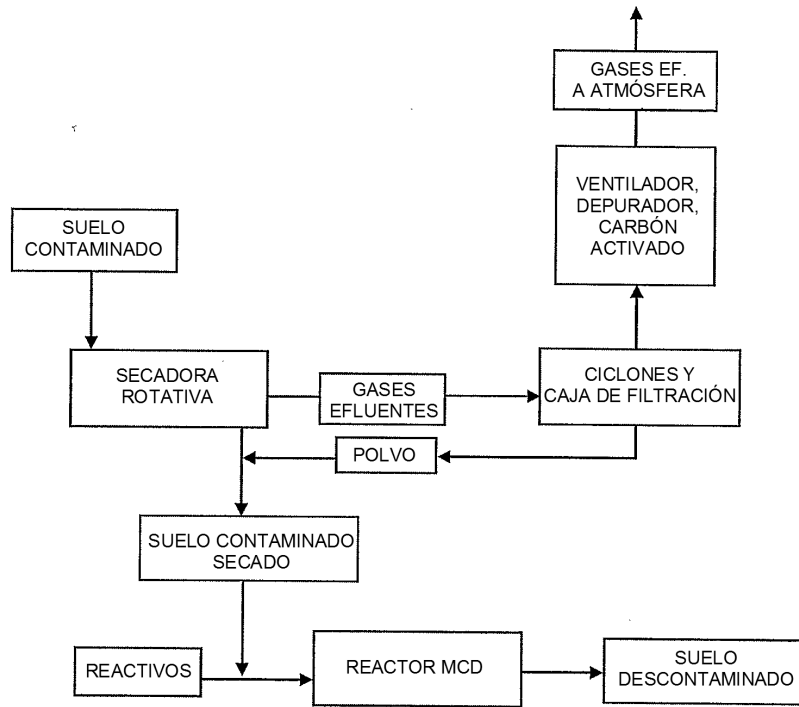 GASES EF.
A ATMÓSFERA
VENTILADOR,
DEPURADOR,
CARBÓN
ACTIVADO
SUELO
CONTAMINADO
SECADORA
ROTATIVA
GASES
EFLUENTES
CICLONES Y
CAJA DE FILTRACIÓN
POLVO
SUELO CONTAMINADO
SECADO
REACTIVOS
REACTOR MCD
SUELO
DESCONTAMINADO